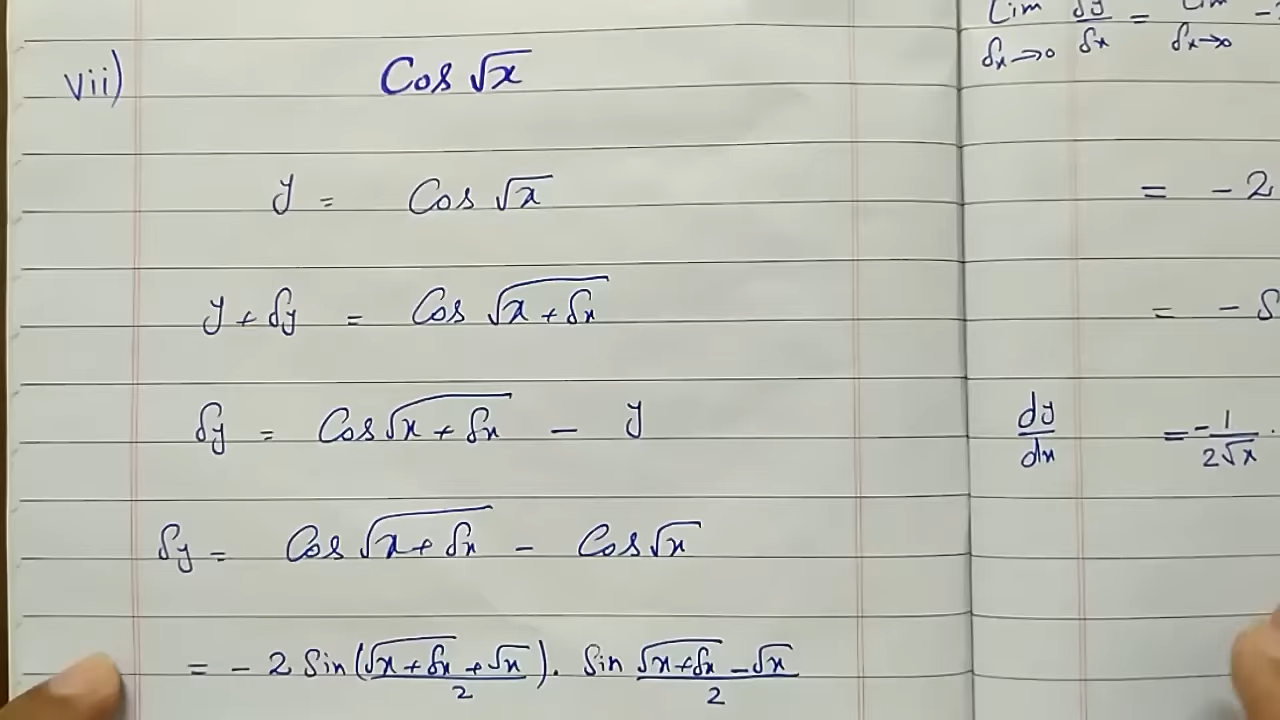 vii) Cos √x
y = Cos √x
y + δy = Cos √(x + δx)
δy = Cos √(x + δx) - y
δy = Cos √(x + δx) - Cos √x
= - 2 Sin (√(x + δx) + √x)/2 . Sin (√(x + δx) - √x)/2
Lim δx→0 δy/δx = Lim δx→0 -
= - 2
= - S
dy/dx = - 1/(2√x) .